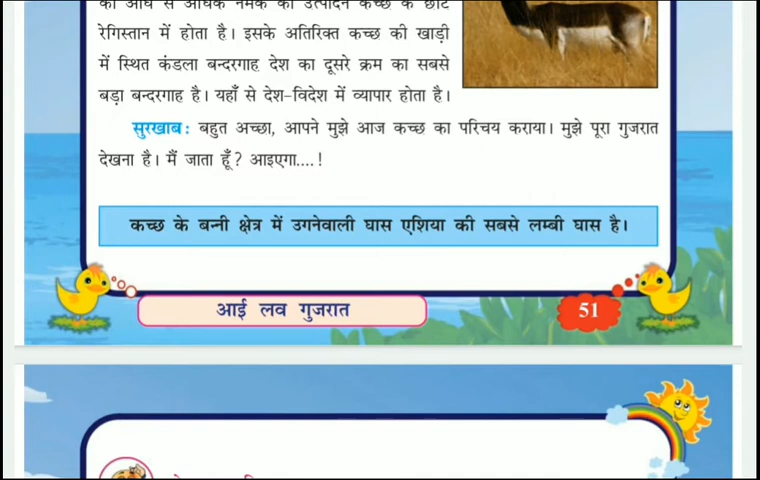 रेगिस्तान में होता है। इसके अतिरिक्त कच्छ की खाड़ी
में स्थित कंडला बन्दरगाह देश का दूसरे क्रम का सबसे
बड़ा बन्दरगाह है। यहाँ से देश-विदेश में व्यापार होता है।
सुरखाब: बहुत अच्छा, आपने मुझे आज कच्छ का परिचय कराया। मुझे पूरा गुजरात
देखना है। मैं जाता हूँ? आइएगा....!
कच्छ के बन्नी क्षेत्र में उगनेवाली घास एशिया की सबसे लम्बी घास है।
आई लव गुजरात
51